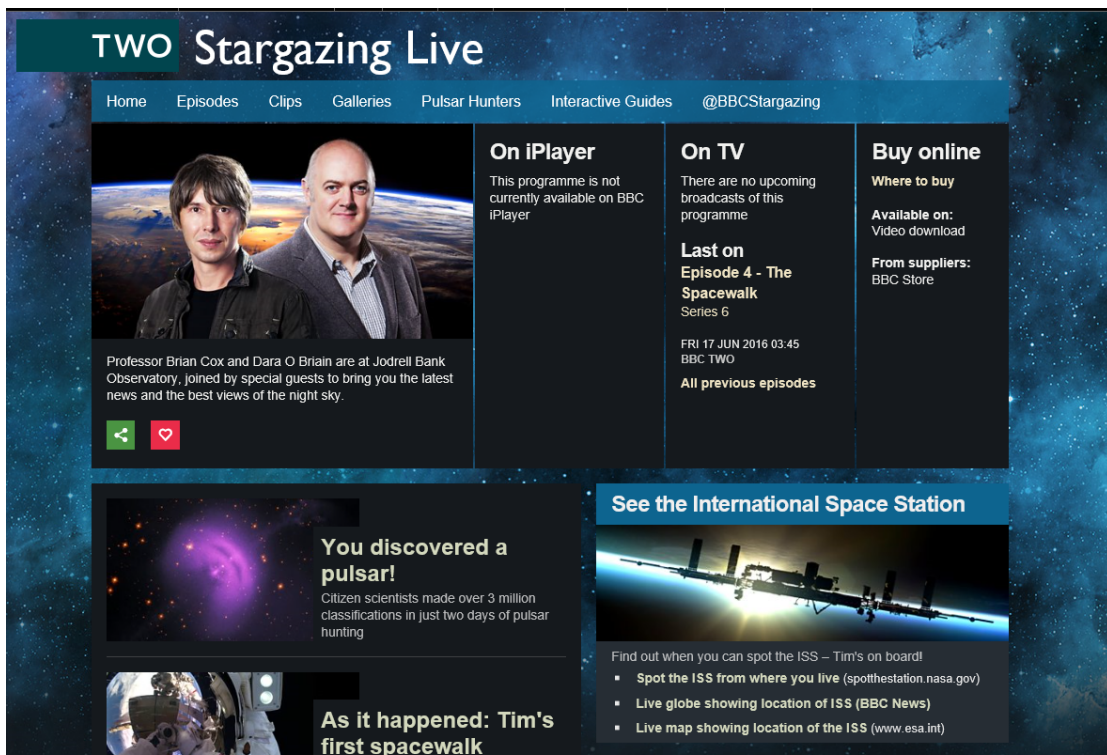 TWO Stargazing Live
Home Episodes Clips Galleries Pulsar Hunters Interactive Guides @BBCStargazing
Professor Brian Cox and Dara O Briain are at Jodrell Bank
Observatory, joined by special guests to bring you the latest
news and the best views of the night sky.
On iPlayer
This programme is not
currently available on BBC
iPlayer
On TV
There are no upcoming
broadcasts of this
programme
Last on
Episode 4 - The
Spacewalk
Series 6
FRI 17 JUN 2016 03:45
BBC TWO
All previous episodes
Buy online
Where to buy
Available on:
Video download
From suppliers:
BBC Store
You discovered a
pulsar!
Citizen scientists made over 3 million
classifications in just two days of pulsar
hunting
As it happened: Tim's
first spacewalk
See the International Space Station
Find out when you can spot the ISS – Tim's on board!
Spot the ISS from where you live (spotthestation.nasa.gov)
Live globe showing location of ISS (BBC News)
Live map showing location of the ISS (www.esa.int)